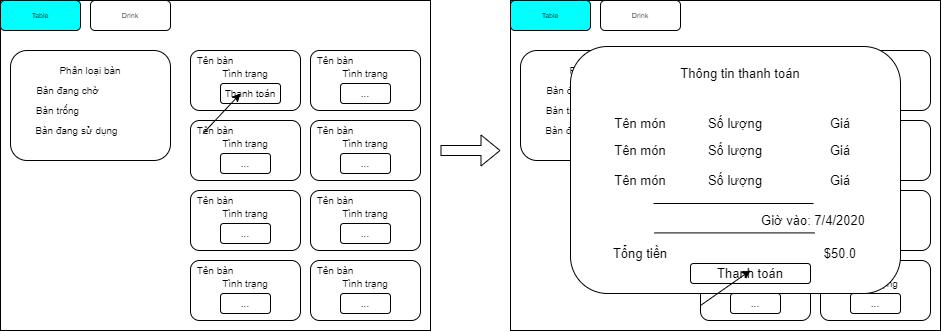 Table
Drink
Phân loại bàn
Bàn đang chờ
Bàn trống
Bàn đang sử dụng
Tên bàn
Tình trạng
Thanh toán
Tên bàn
Tình trạng
...
Tên bàn
Tình trạng
...
Tên bàn
Tình trạng
...
Tên bàn
Tình trạng
...
Tên bàn
Tình trạng
...
Tên bàn
Tình trạng
...
Tên bàn
Tình trạng
...
Table
Drink
Thông tin thanh toán
Tên món Số lượng Giá
Tên món Số lượng Giá
Tên món Số lượng Giá
Giờ vào: 7/4/2020
Tổng tiền $50.0
Thanh toán
...
...